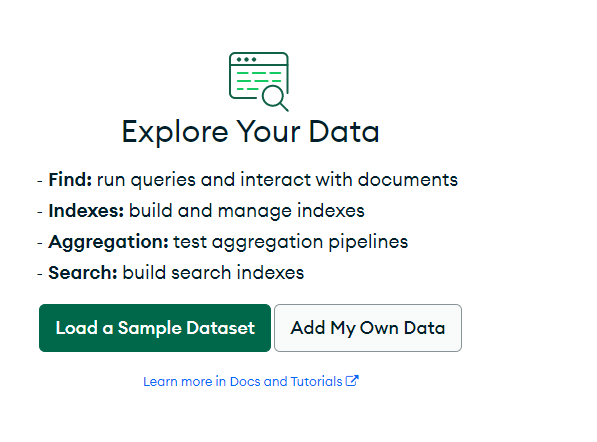 Explore Your Data
- Find: run queries and interact with documents
- Indexes: build and manage indexes
- Aggregation: test aggregation pipelines
- Search: build search indexes
Load a Sample Dataset Add My Own Data
Learn more in Docs and Tutorials